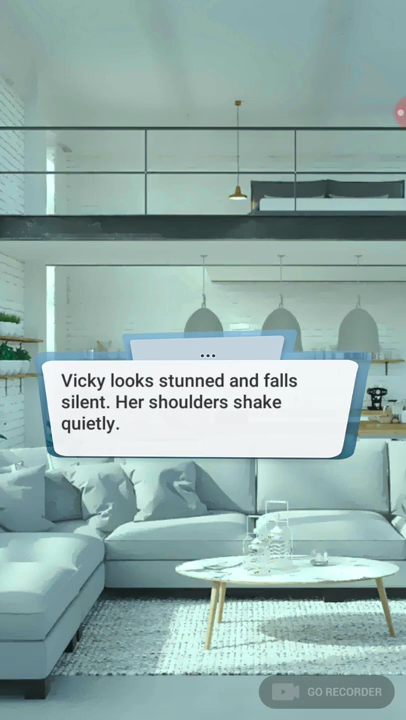 ...
Vicky looks stunned and falls
silent. Her shoulders shake
quietly.
GO RECORDER